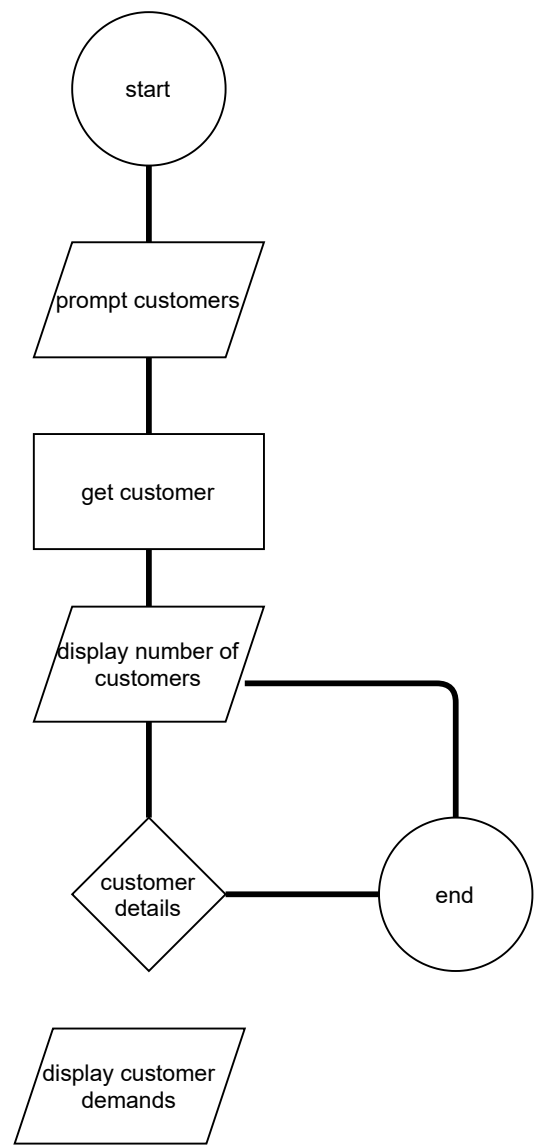 start
prompt customers
get customer
display number of
customers
customer
details
end
display customer
demands